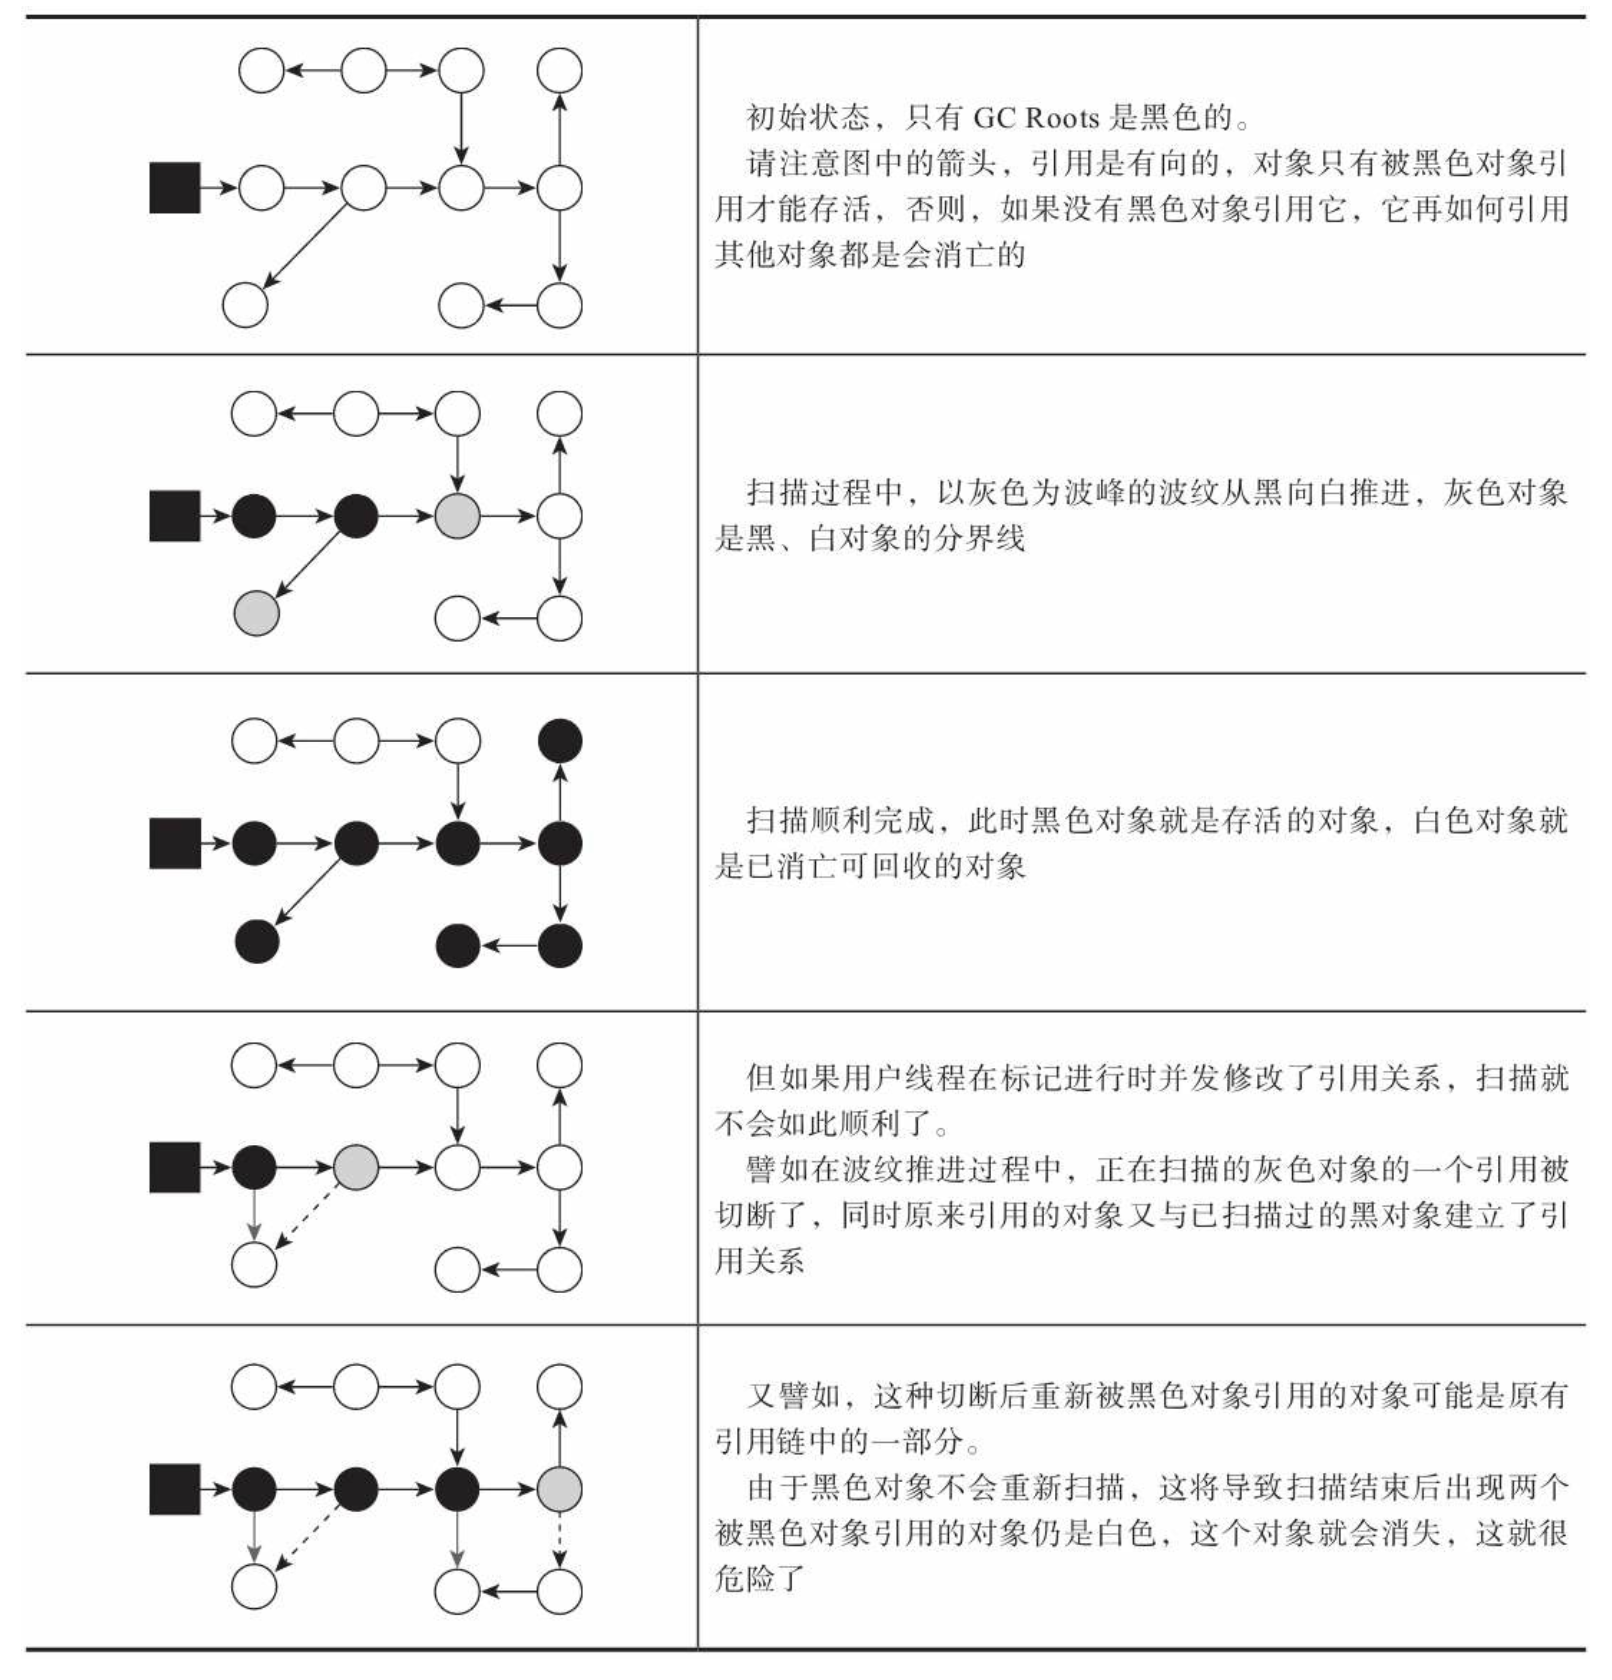 初始状态，只有 GC Roots 是黑色的。
请注意图中的箭头，引用是有向的，对象只有被黑色对象引
用才能存活，否则，如果没有黑色对象引用它，它再如何引用
其他对象都是会消亡的
扫描过程中，以灰色为波峰的波纹从黑向白推进，灰色对象
是黑、白对象的分界线
扫描顺利完成，此时黑色对象就是存活的对象，白色对象就
是已消亡可回收的对象
但如果用户线程在标记进行时并发修改了引用关系，扫描就
不会如此顺利了。
譬如在波纹推进过程中，正在扫描的灰色对象的一个引用被
切断了，同时原来引用的对象又与已扫描过的黑对象建立了引
用关系
又譬如，这种切断后重新被黑色对象引用的对象可能是原有
引用链中的一部分。
由于黑色对象不会重新扫描，这将导致扫描结束后出现两个
被黑色对象引用的对象仍是白色，这个对象就会消失，这就很
危险了